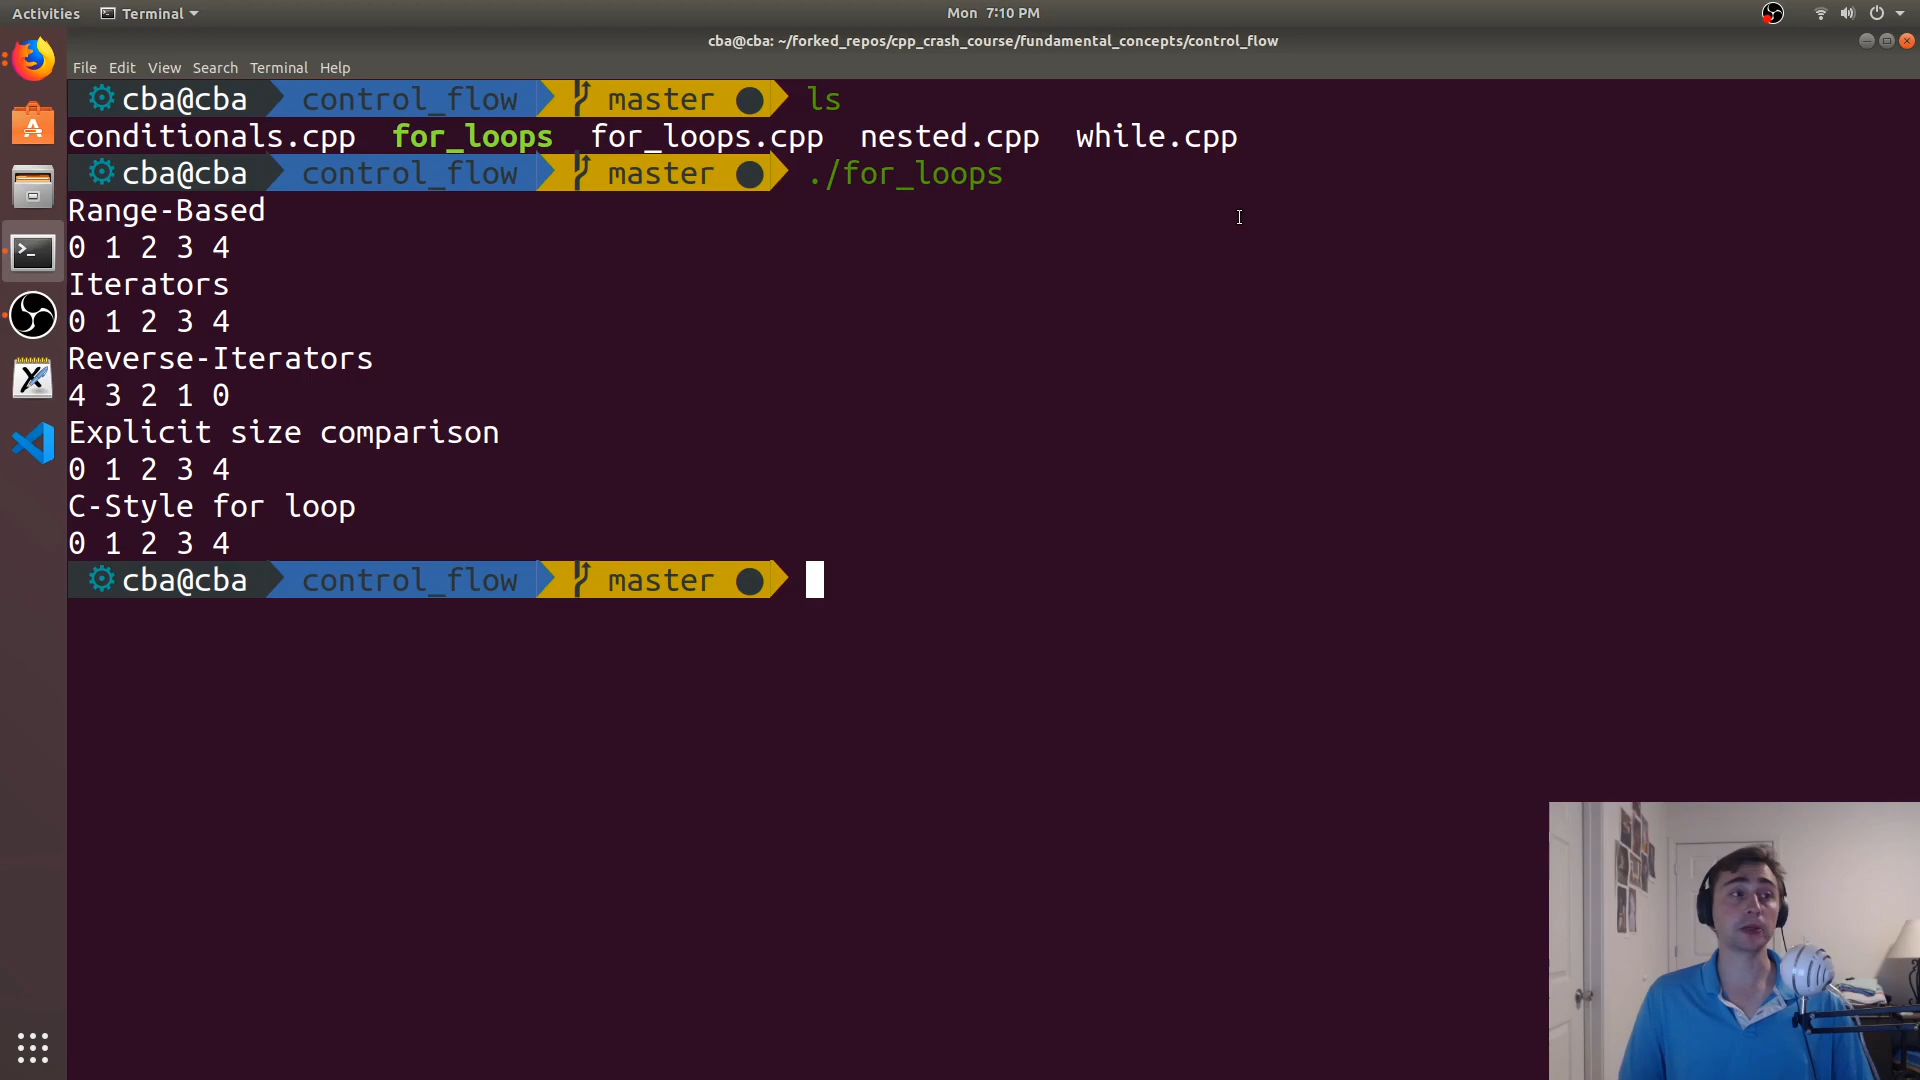 Activities Terminal Mon 7:10 PM
cba@cba: ~/forked_repos/cpp_crash_course/fundamental_concepts/control_flow
File Edit View Search Terminal Help
cba@cba control_flow master ls
conditionals.cpp for_loops for_loops.cpp nested.cpp while.cpp
cba@cba control_flow master ./for_loops
Range-Based
0 1 2 3 4
Iterators
0 1 2 3 4
Reverse-Iterators
4 3 2 1 0
Explicit size comparison
0 1 2 3 4
C-Style for loop
0 1 2 3 4
cba@cba control_flow master